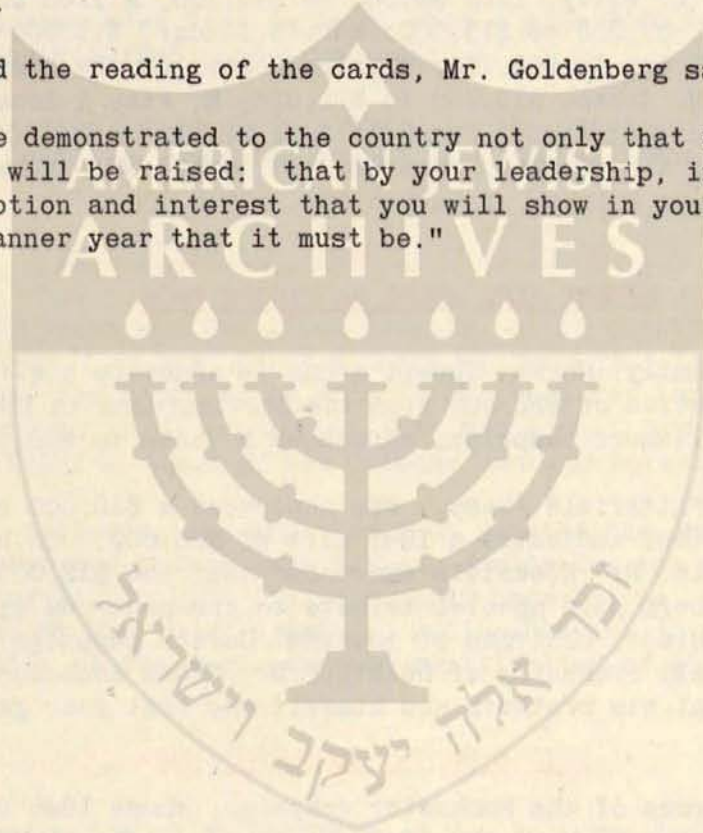 d the reading of the cards, Mr. Goldenberg sa
e demonstrated to the country not only that
will be raised: that by your leadership, i
otion and interest that you will show in you
anner year that it must be."
AMERICAN JEWISH
ARCHIVES
זכר אלה יעקב וישראל